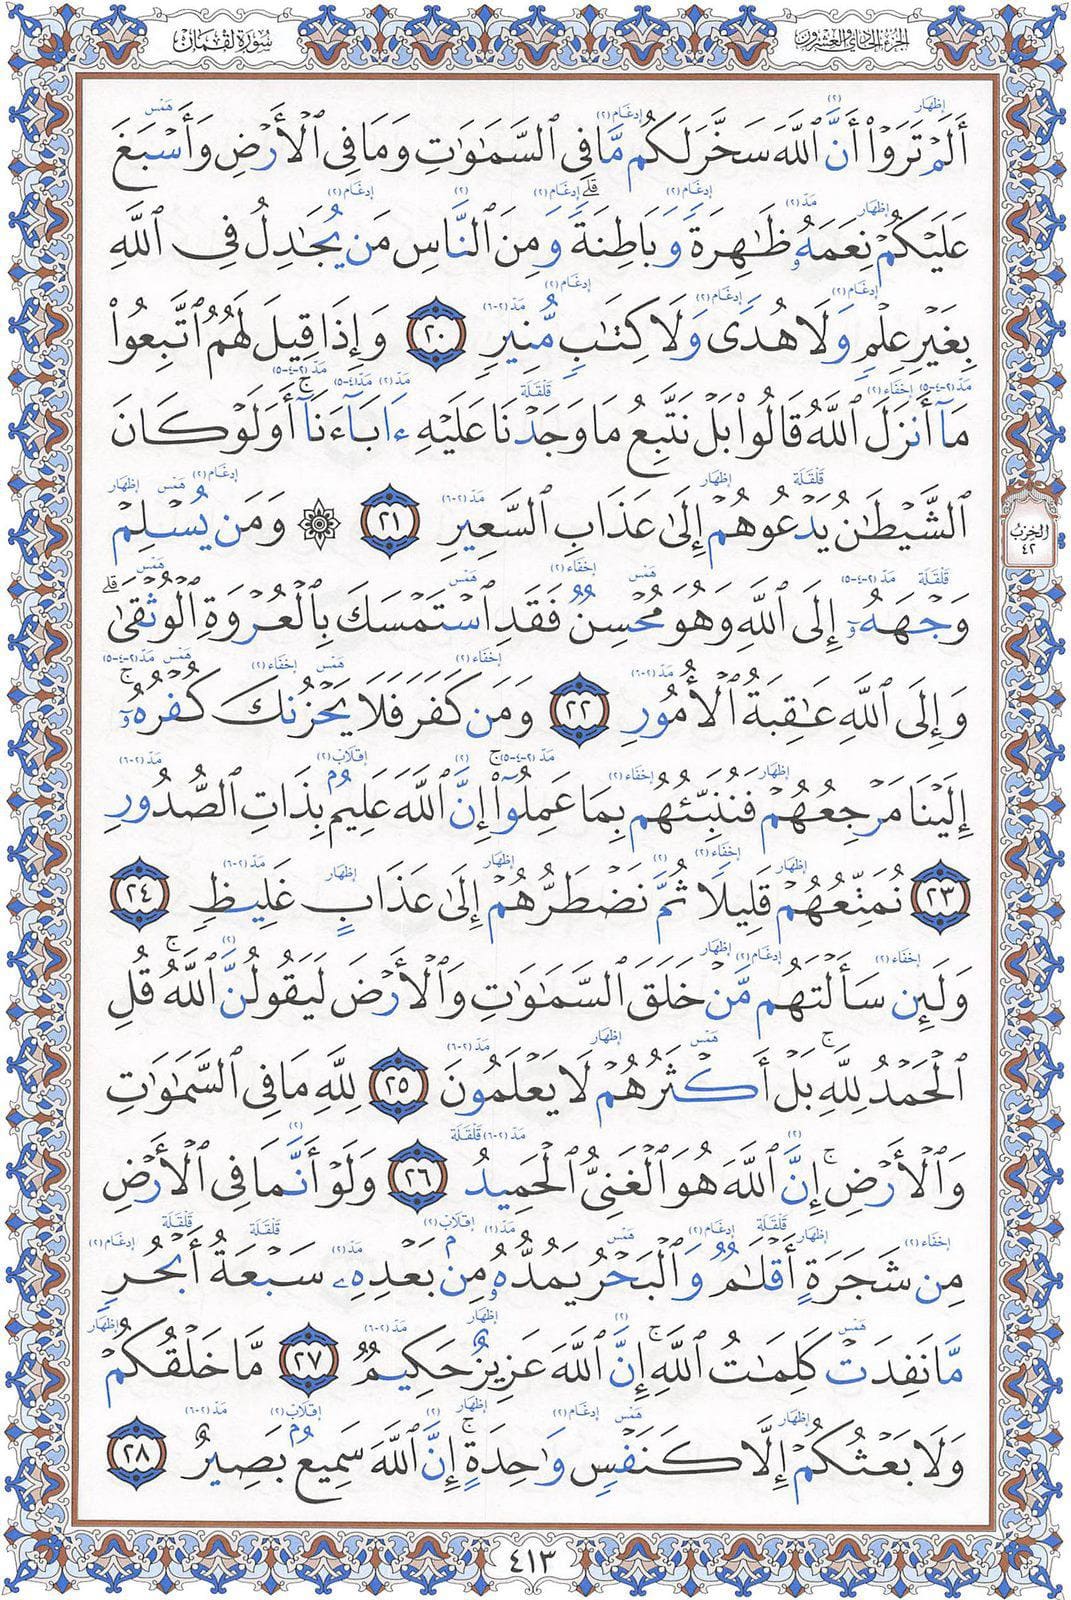 سورة لقمان
الجزء الحادي والعشرون
أَلَمْ تَرَوْا۟ أَنَّ ٱللَّهَ سَخَّرَ لَكُم مَّا فِى ٱلسَّمَـٰوَٰتِ وَمَا فِى ٱلْأَرْضِ وَأَسْبَغَ
عَلَيْكُمْ نِعَمَهُۥ ظَـٰهِرَةً وَبَاطِنَةً ۗ وَمِنَ ٱلنَّاسِ مَن يُجَـٰدِلُ فِى ٱللَّهِ
بِغَيْرِ عِلْمٍ وَلَا هُدًى وَلَا كِتَـٰبٍ مُّنِيرٍ ٢٠ وَإِذَا قِيلَ لَهُمُ ٱتَّبِعُوا۟
مَآ أَنزَلَ ٱللَّهُ قَالُوا۟ بَلْ نَتَّبِعُ مَا وَجَدْنَا عَلَيْهِ ءَابَآءَنَآ ۚ أَوَلَوْ كَانَ
ٱلشَّيْطَـٰنُ يَدْعُوهُمْ إِلَىٰ عَذَابِ ٱلسَّعِيرِ ٢١ ۞ وَمَن يُسْلِمْ
الحزب ٤٢
وَجْهَهُۥٓ إِلَى ٱللَّهِ وَهُوَ مُحْسِنٌ فَقَدِ ٱسْتَمْسَكَ بِٱلْعُرْوَةِ ٱلْوُثْقَىٰ ۗ
وَإِلَى ٱللَّهِ عَـٰقِبَةُ ٱلْأُمُورِ ٢٢ وَمَن كَفَرَ فَلَا يَحْزُنكَ كُفْرُهُۥٓ ۚ
إِلَيْنَا مَرْجِعُهُمْ فَنُنَبِّئُهُم بِمَا عَمِلُوٓا۟ ۚ إِنَّ ٱللَّهَ عَلِيمٌۢ بِذَاتِ ٱلصُّدُورِ
٢٣ نُمَتِّعُهُمْ قَلِيلًا ثُمَّ نَضْطَرُّهُمْ إِلَىٰ عَذَابٍ غَلِيظٍ ٢٤
وَلَئِن سَأَلْتَهُم مَّنْ خَلَقَ ٱلسَّمَـٰوَٰتِ وَٱلْأَرْضَ لَيَقُولُنَّ ٱللَّهُ ۚ قُلِ
ٱلْحَمْدُ لِلَّهِ ۚ بَلْ أَكْثَرُهُمْ لَا يَعْلَمُونَ ٢٥ لِلَّهِ مَا فِى ٱلسَّمَـٰوَٰتِ
وَٱلْأَرْضِ ۚ إِنَّ ٱللَّهَ هُوَ ٱلْغَنِىُّ ٱلْحَمِيدُ ٢٦ وَلَوْ أَنَّمَا فِى ٱلْأَرْضِ
مِن شَجَرَةٍ أَقْلَـٰمٌ وَٱلْبَحْرُ يَمُدُّهُۥ مِنۢ بَعْدِهِۦ سَبْعَةُ أَبْحُرٍ
مَّا نَفِدَتْ كَلِمَـٰتُ ٱللَّهِ ۗ إِنَّ ٱللَّهَ عَزِيزٌ حَكِيمٌ ٢٧ مَّا خَلْقُكُمْ
وَلَا بَعْثُكُمْ إِلَّا كَنَفْسٍ وَٰحِدَةٍ ۗ إِنَّ ٱللَّهَ سَمِيعٌۢ بَصِيرٌ ٢٨
٤١٣